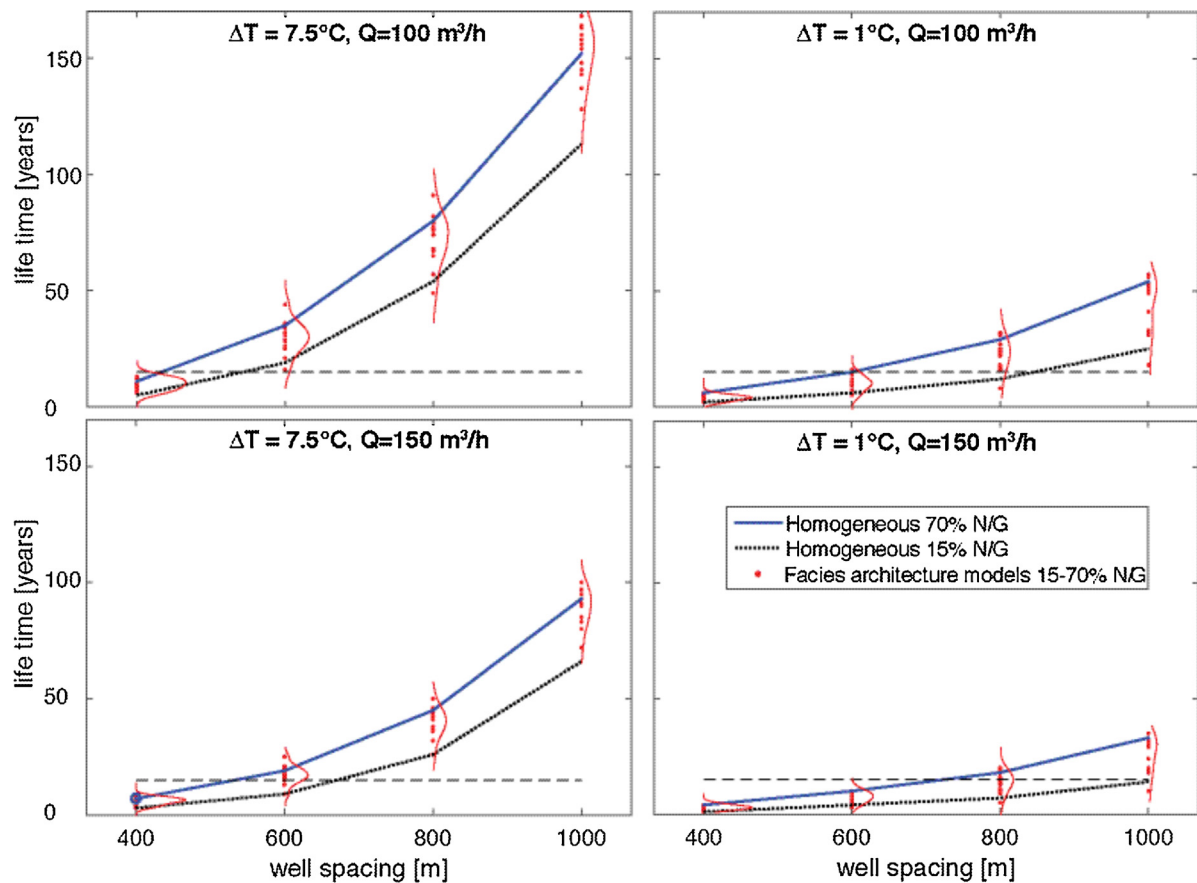 ΔT = 7.5°C, Q=100 m³/h
ΔT = 1°C, Q=100 m³/h
150
100
50
0
life time [years]
ΔT = 7.5°C, Q=150 m³/h
ΔT = 1°C, Q=150 m³/h
150
100
50
0
life time [years]
Homogeneous 70% N/G
Homogeneous 15% N/G
Facies architecture models 15-70% N/G
400 600 800 1000
400 600 800 1000
well spacing [m]
well spacing [m]